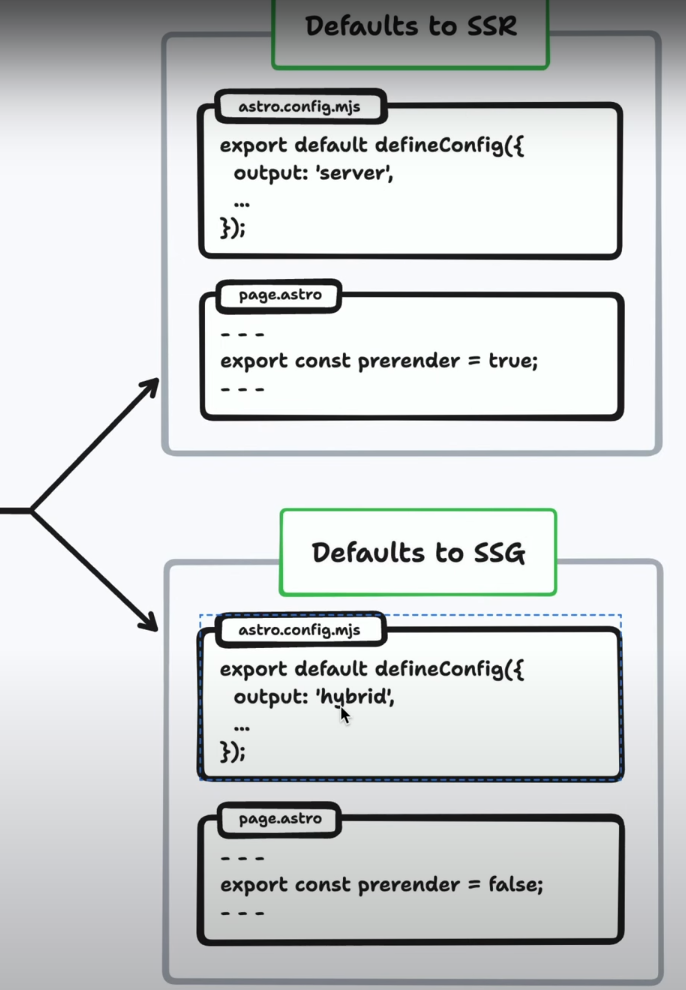 Defaults to SSR
astro.config.mjs
export default defineConfig({
output: 'server',
...
});
page.astro
- - -
export const prerender = true;
- - -
Defaults to SSG
astro.config.mjs
export default defineConfig({
output: 'hybrid',
...
});
page.astro
- - -
export const prerender = false;
- - -